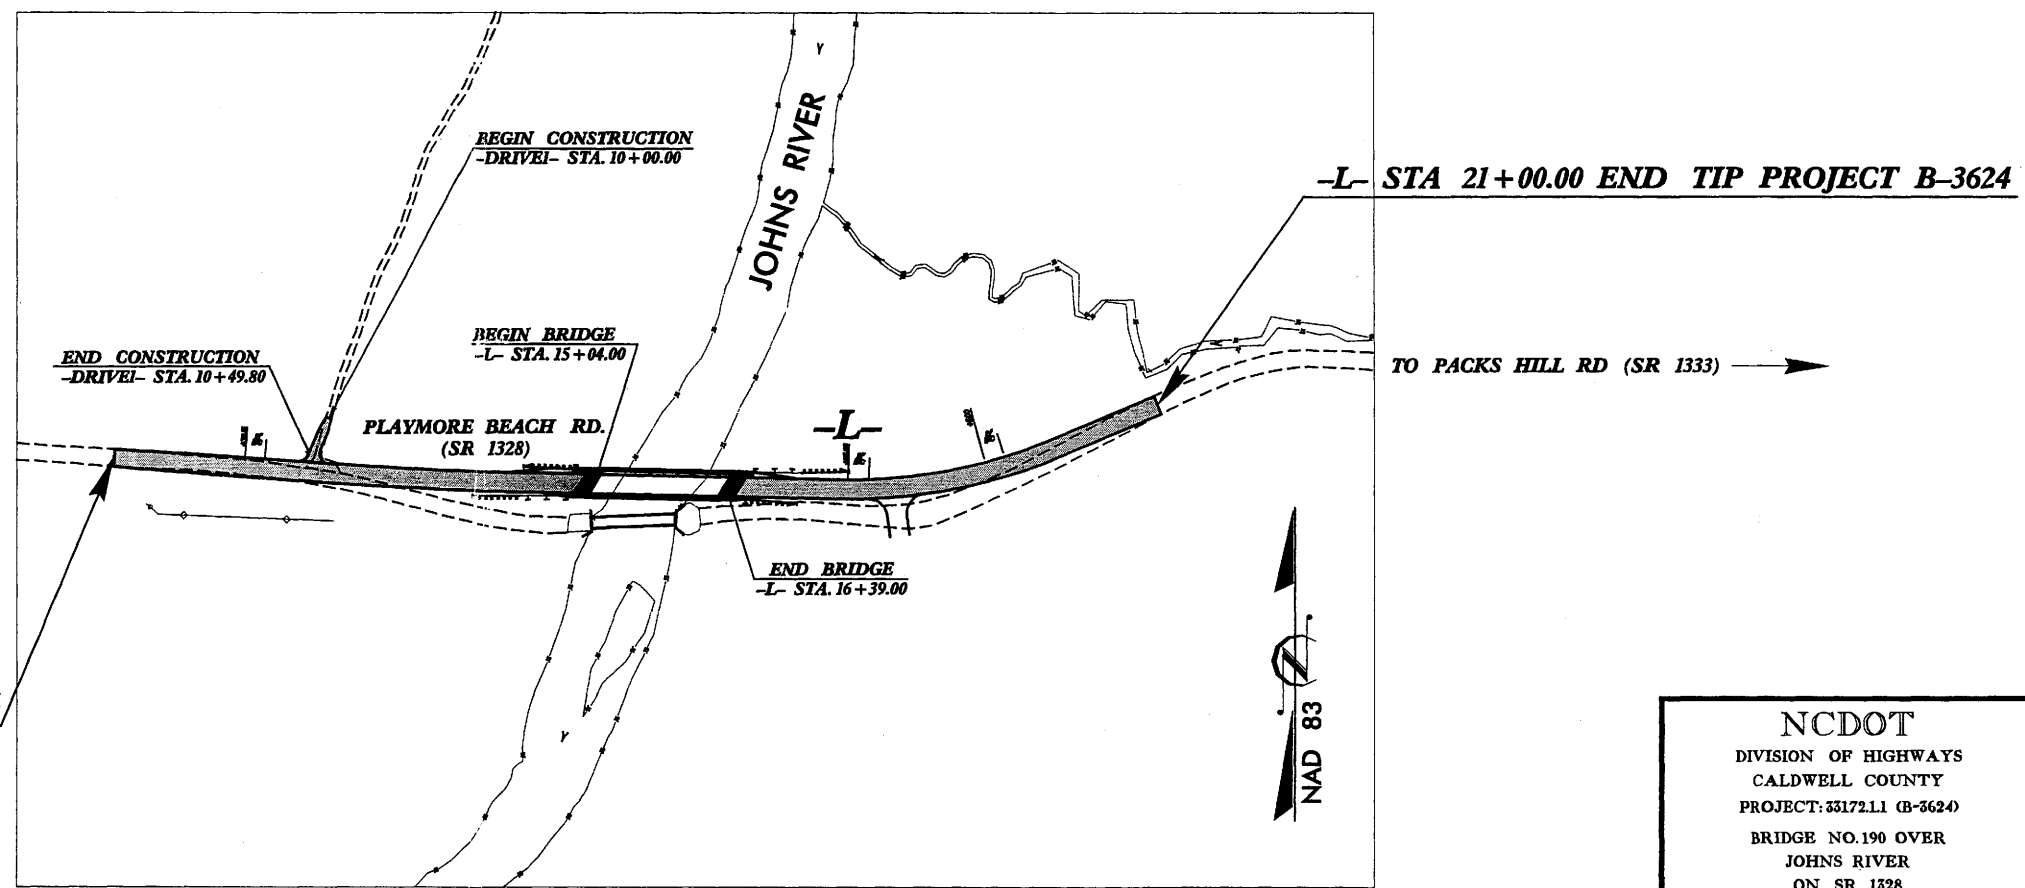 BEGIN CONSTRUCTION
-DRIVE1- STA. 10+00.00
JOHNS RIVER
-L- STA 21+00.00 END TIP PROJECT B-3624
BEGIN BRIDGE
-L- STA. 15+04.00
END CONSTRUCTION
-DRIVE1- STA. 10+49.80
TO PACKS HILL RD (SR 1333)
PLAYMORE BEACH RD.
(SR 1328)
-L-
END BRIDGE
-L- STA. 16+39.00
NAD 83
NCDOT
DIVISION OF HIGHWAYS
CALDWELL COUNTY
PROJECT: 33172.1.1 (B-3624)
BRIDGE NO. 190 OVER
JOHNS RIVER
ON SR 1328